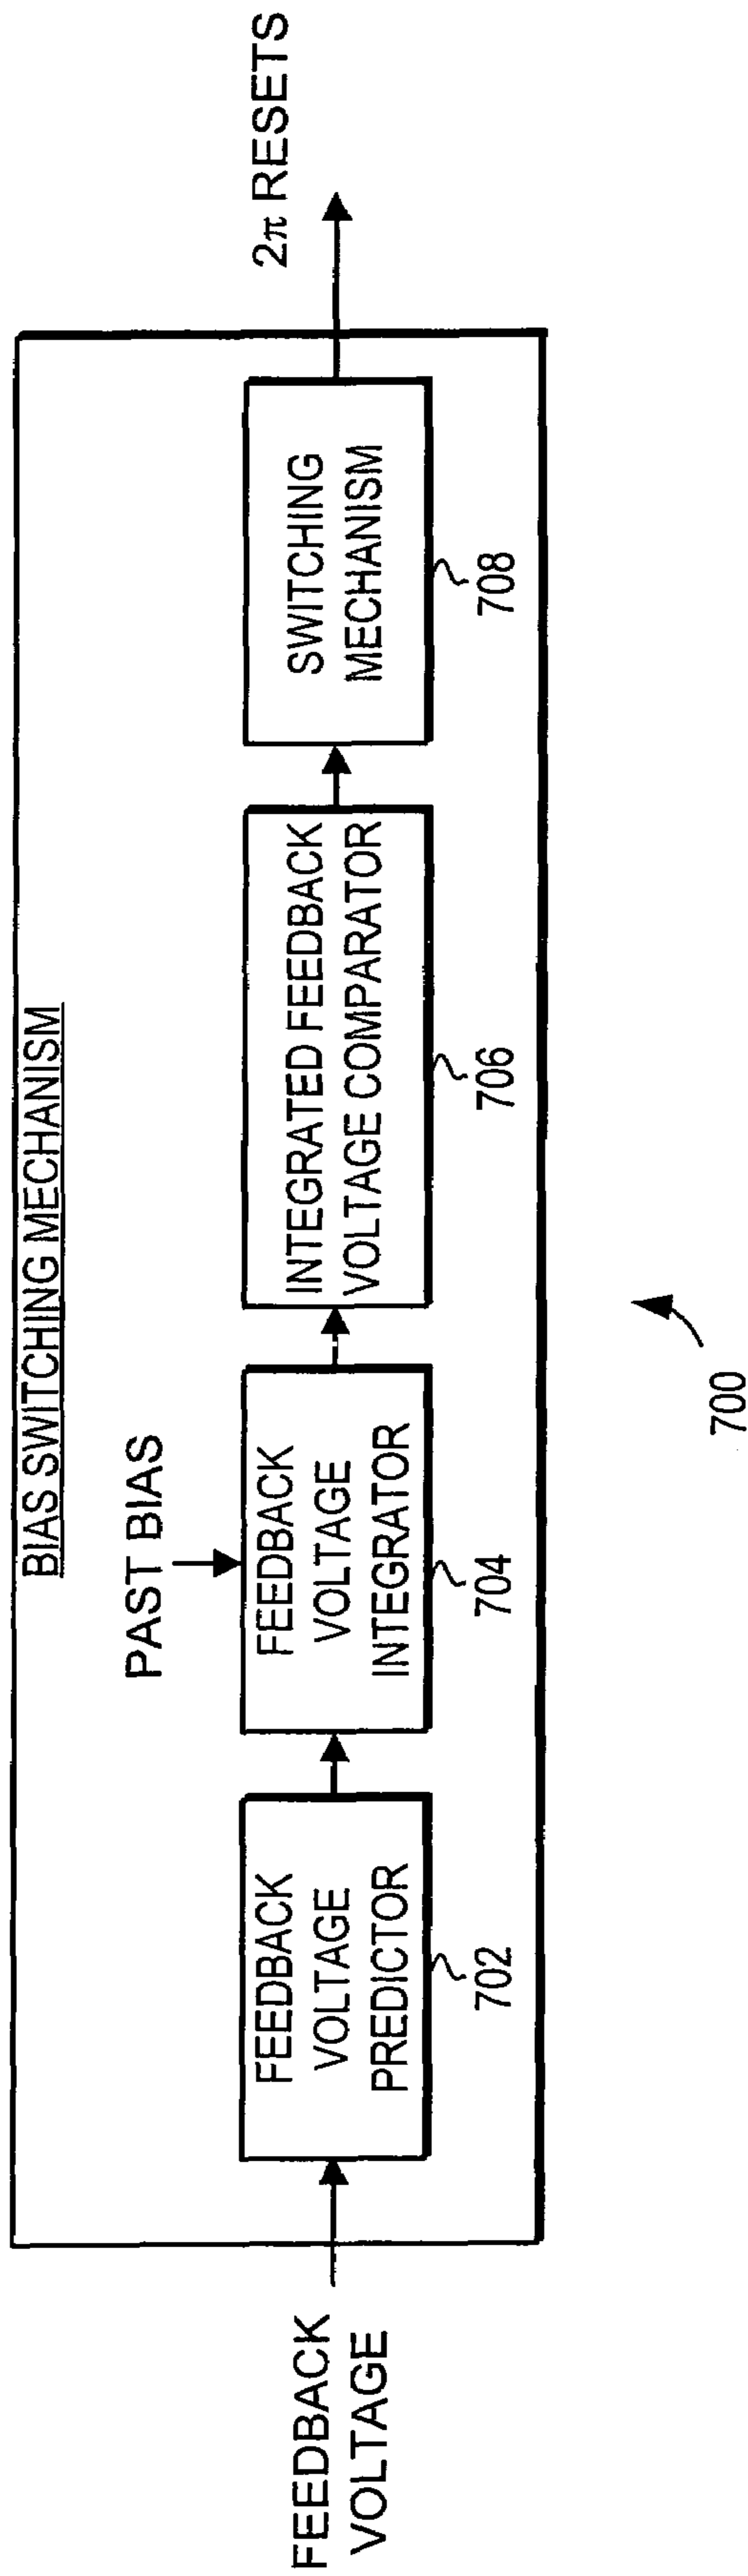 BIAS SWITCHING MECHANISM
PAST BIAS
FEEDBACK
VOLTAGE
FEEDBACK
VOLTAGE
PREDICTOR
702
FEEDBACK
VOLTAGE
INTEGRATOR
704
INTEGRATED FEEDBACK
VOLTAGE COMPARATOR
706
SWITCHING
MECHANISM
708
2π RESETS
700